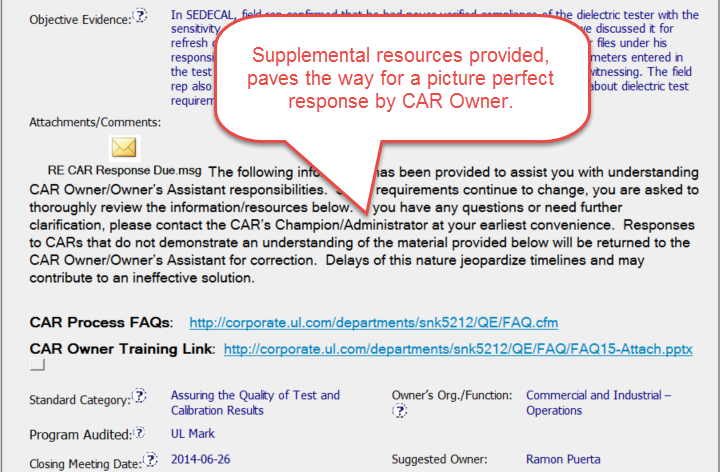 Objective Evidence:
In SEDECAL, field rep confirmed that he had never verified compliance of the dielectric tester with the
sensitivity
we discussed it for
refresh
files under his
responsi
meters entered in
the test
witnessing. The field
rep also
about dielectric test
requirem
Supplemental resources provided,
paves the way for a picture perfect
response by CAR Owner.
Attachments/Comments:
RE CAR Response Due.msg The following info has been provided to assist you with understanding
CAR Owner/Owner's Assistant responsibilities. requirements continue to change, you are asked to
thoroughly review the information/resources below. you have any questions or need further
clarification, please contact the CAR's Champion/Administrator at your earliest convenience. Responses
to CARs that do not demonstrate an understanding of the material provided below will be returned to the
CAR Owner/Owner's Assistant for correction. Delays of this nature jeopardize timelines and may
contribute to an ineffective solution.
CAR Process FAQs: http://corporate.ul.com/departments/snk5212/QE/FAQ.cfm
CAR Owner Training Link: http://corporate.ul.com/departments/snk5212/QE/FAQ/FAQ15-Attach.pptx
Standard Category: Assuring the Quality of Test and
Calibration Results
Owner's Org./Function: Commercial and Industrial –
Operations
Program Audited: UL Mark
Closing Meeting Date: 2014-06-26
Suggested Owner: Ramon Puerta